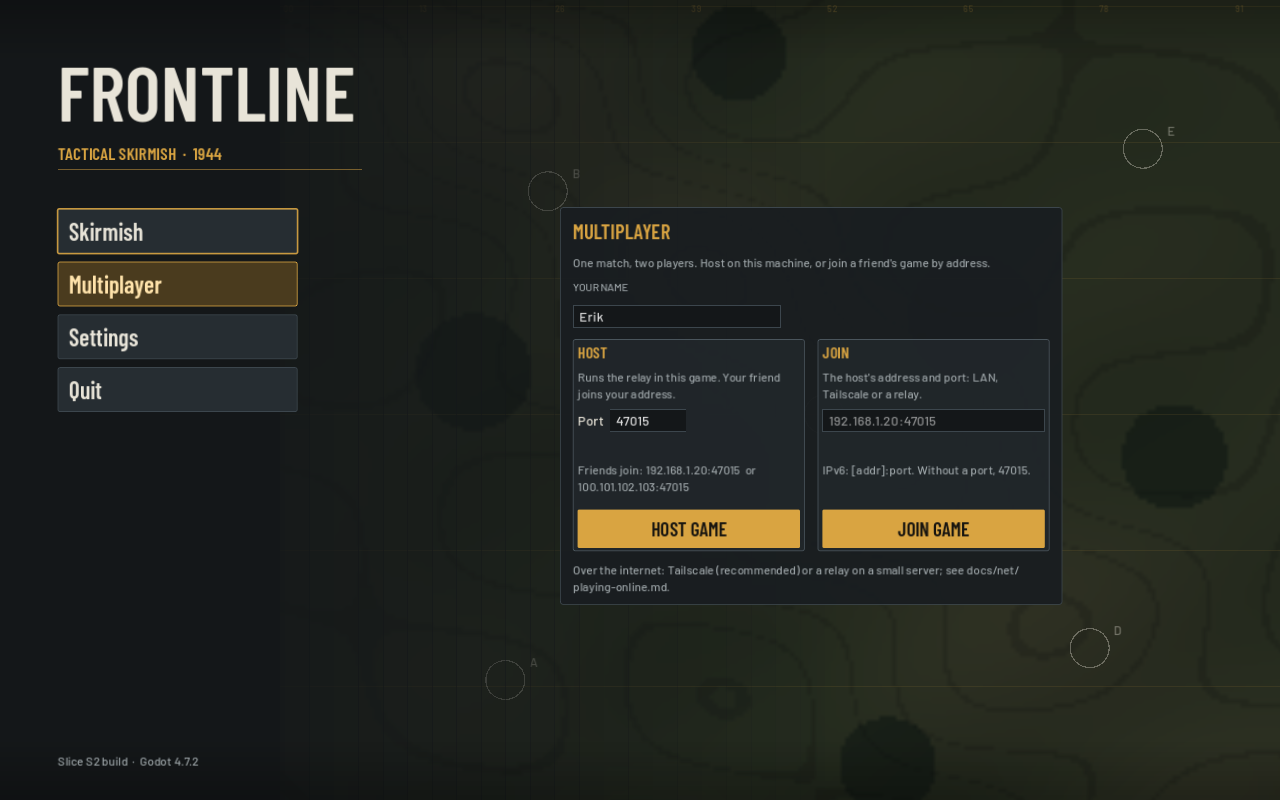 52
65
78
91
FRONTLINE
TACTICAL SKIRMISH · 1944
E
B
Skirmish
Multiplayer
Settings
Quit
MULTIPLAYER
One match, two players. Host on this machine, or join a friend's game by address.
YOUR NAME
Erik
HOST
Runs the relay in this game. Your friend
joins your address.
Port 47015
Friends join: 192.168.1.20:47015 or
100.101.102.103:47015
HOST GAME
JOIN
The host's address and port: LAN,
Tailscale or a relay.
192.168.1.20:47015
IPv6: [addr]:port. Without a port, 47015.
JOIN GAME
Over the internet: Tailscale (recommended) or a relay on a small server; see docs/net/
playing-online.md.
D
A
Slice S2 build · Godot 4.7.2